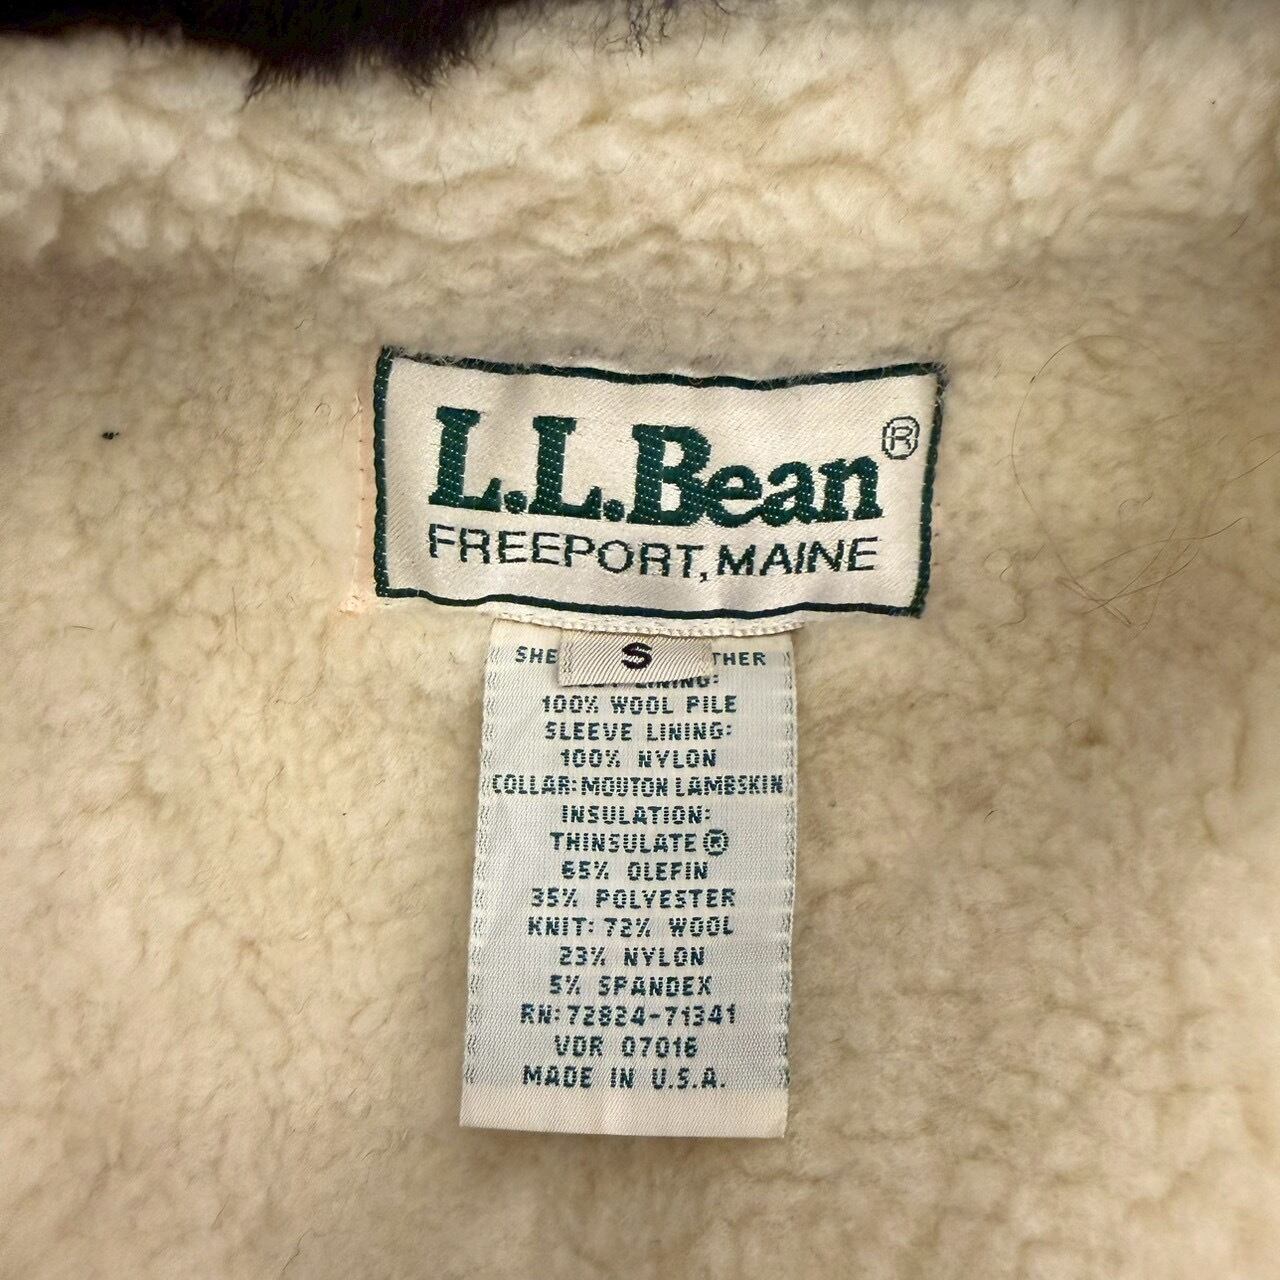 L.L.Bean®
FREEPORT, MAINE
S
100% WOOL PILE
SLEEVE LINING:
100% NYLON
COLLAR: MOUTON LAMBSKIN
INSULATION:
THINSULATE®
65% OLEFIN
35% POLYESTER
KNIT: 72% WOOL
23% NYLON
5% SPANDEX
RN: 72824-71341
VDR 07016
MADE IN U.S.A.